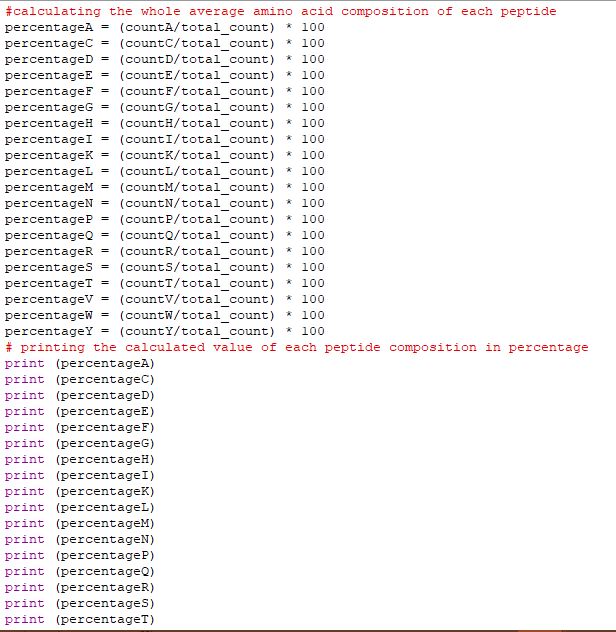 #calculating the whole average amino acid composition of each peptide
percentageA = (countA/total_count) * 100
percentageC = (countC/total_count) * 100
percentageD = (countD/total_count) * 100
percentageE = (countE/total_count) * 100
percentageF = (countF/total_count) * 100
percentageG = (countG/total_count) * 100
percentageH = (countH/total_count) * 100
percentageI = (countI/total_count) * 100
percentageK = (countK/total_count) * 100
percentageL = (countL/total_count) * 100
percentageM = (countM/total_count) * 100
percentageN = (countN/total_count) * 100
percentageP = (countP/total_count) * 100
percentageQ = (countQ/total_count) * 100
percentageR = (countR/total_count) * 100
percentageS = (countS/total_count) * 100
percentageT = (countT/total_count) * 100
percentageV = (countV/total_count) * 100
percentageW = (countW/total_count) * 100
percentageY = (countY/total_count) * 100
# printing the calculated value of each peptide composition in percentage
print (percentageA)
print (percentageC)
print (percentageD)
print (percentageE)
print (percentageF)
print (percentageG)
print (percentageH)
print (percentageI)
print (percentageK)
print (percentageL)
print (percentageM)
print (percentageN)
print (percentageP)
print (percentageQ)
print (percentageR)
print (percentageS)
print (percentageT)